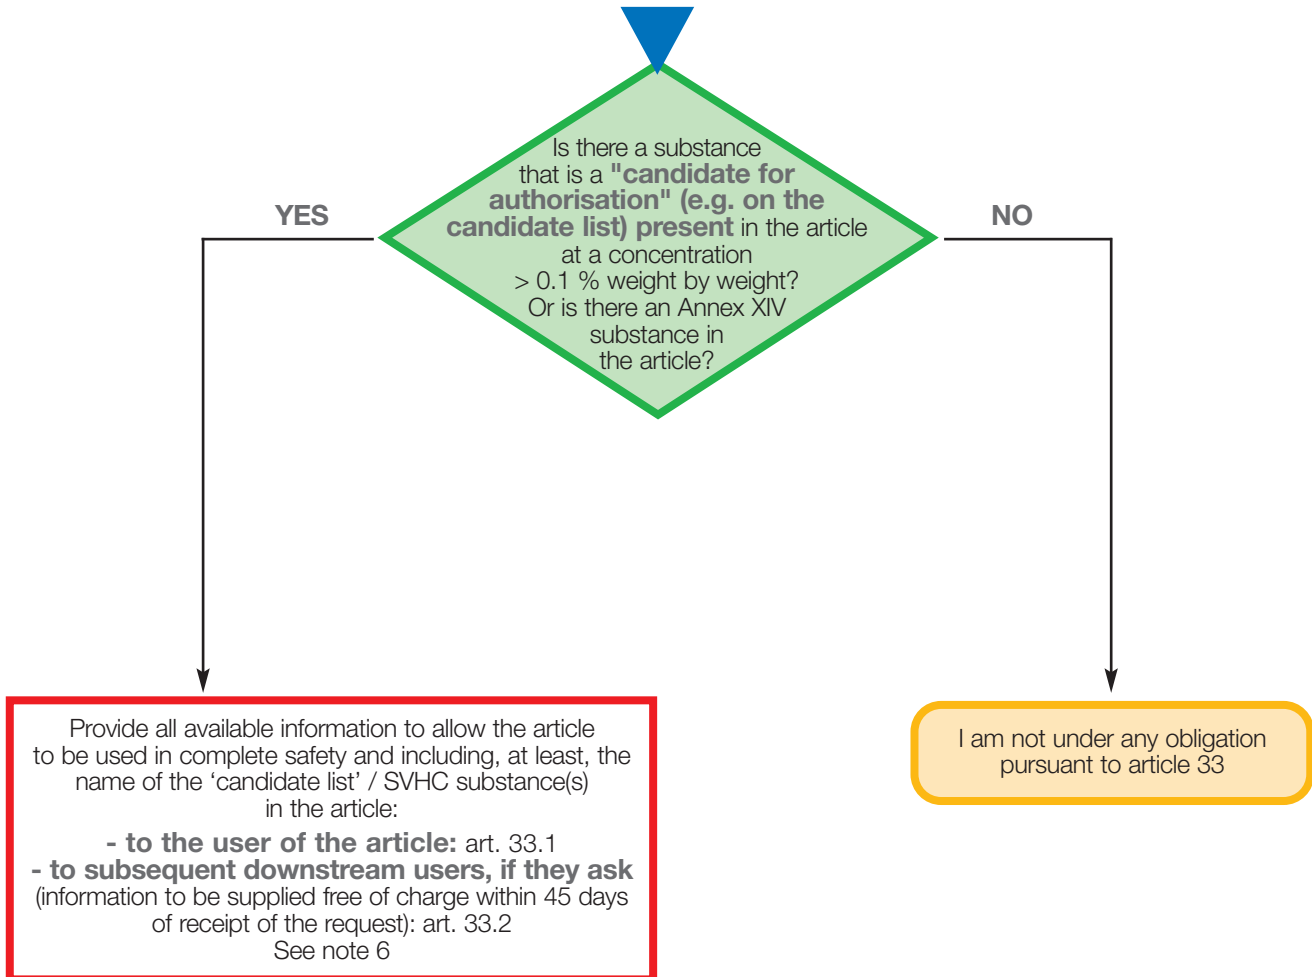 Is there a substance
that is a "candidate for
authorisation" (e.g. on the
candidate list) present in the article
at a concentration
> 0.1 % weight by weight?
Or is there an Annex XIV
substance in
the article?
YES
NO
Provide all available information to allow the article
to be used in complete safety and including, at least, the
name of the ‘candidate list’ / SVHC substance(s)
in the article:
- to the user of the article: art. 33.1
- to subsequent downstream users, if they ask
(information to be supplied free of charge within 45 days
of receipt of the request): art. 33.2
See note 6
I am not under any obligation
pursuant to article 33